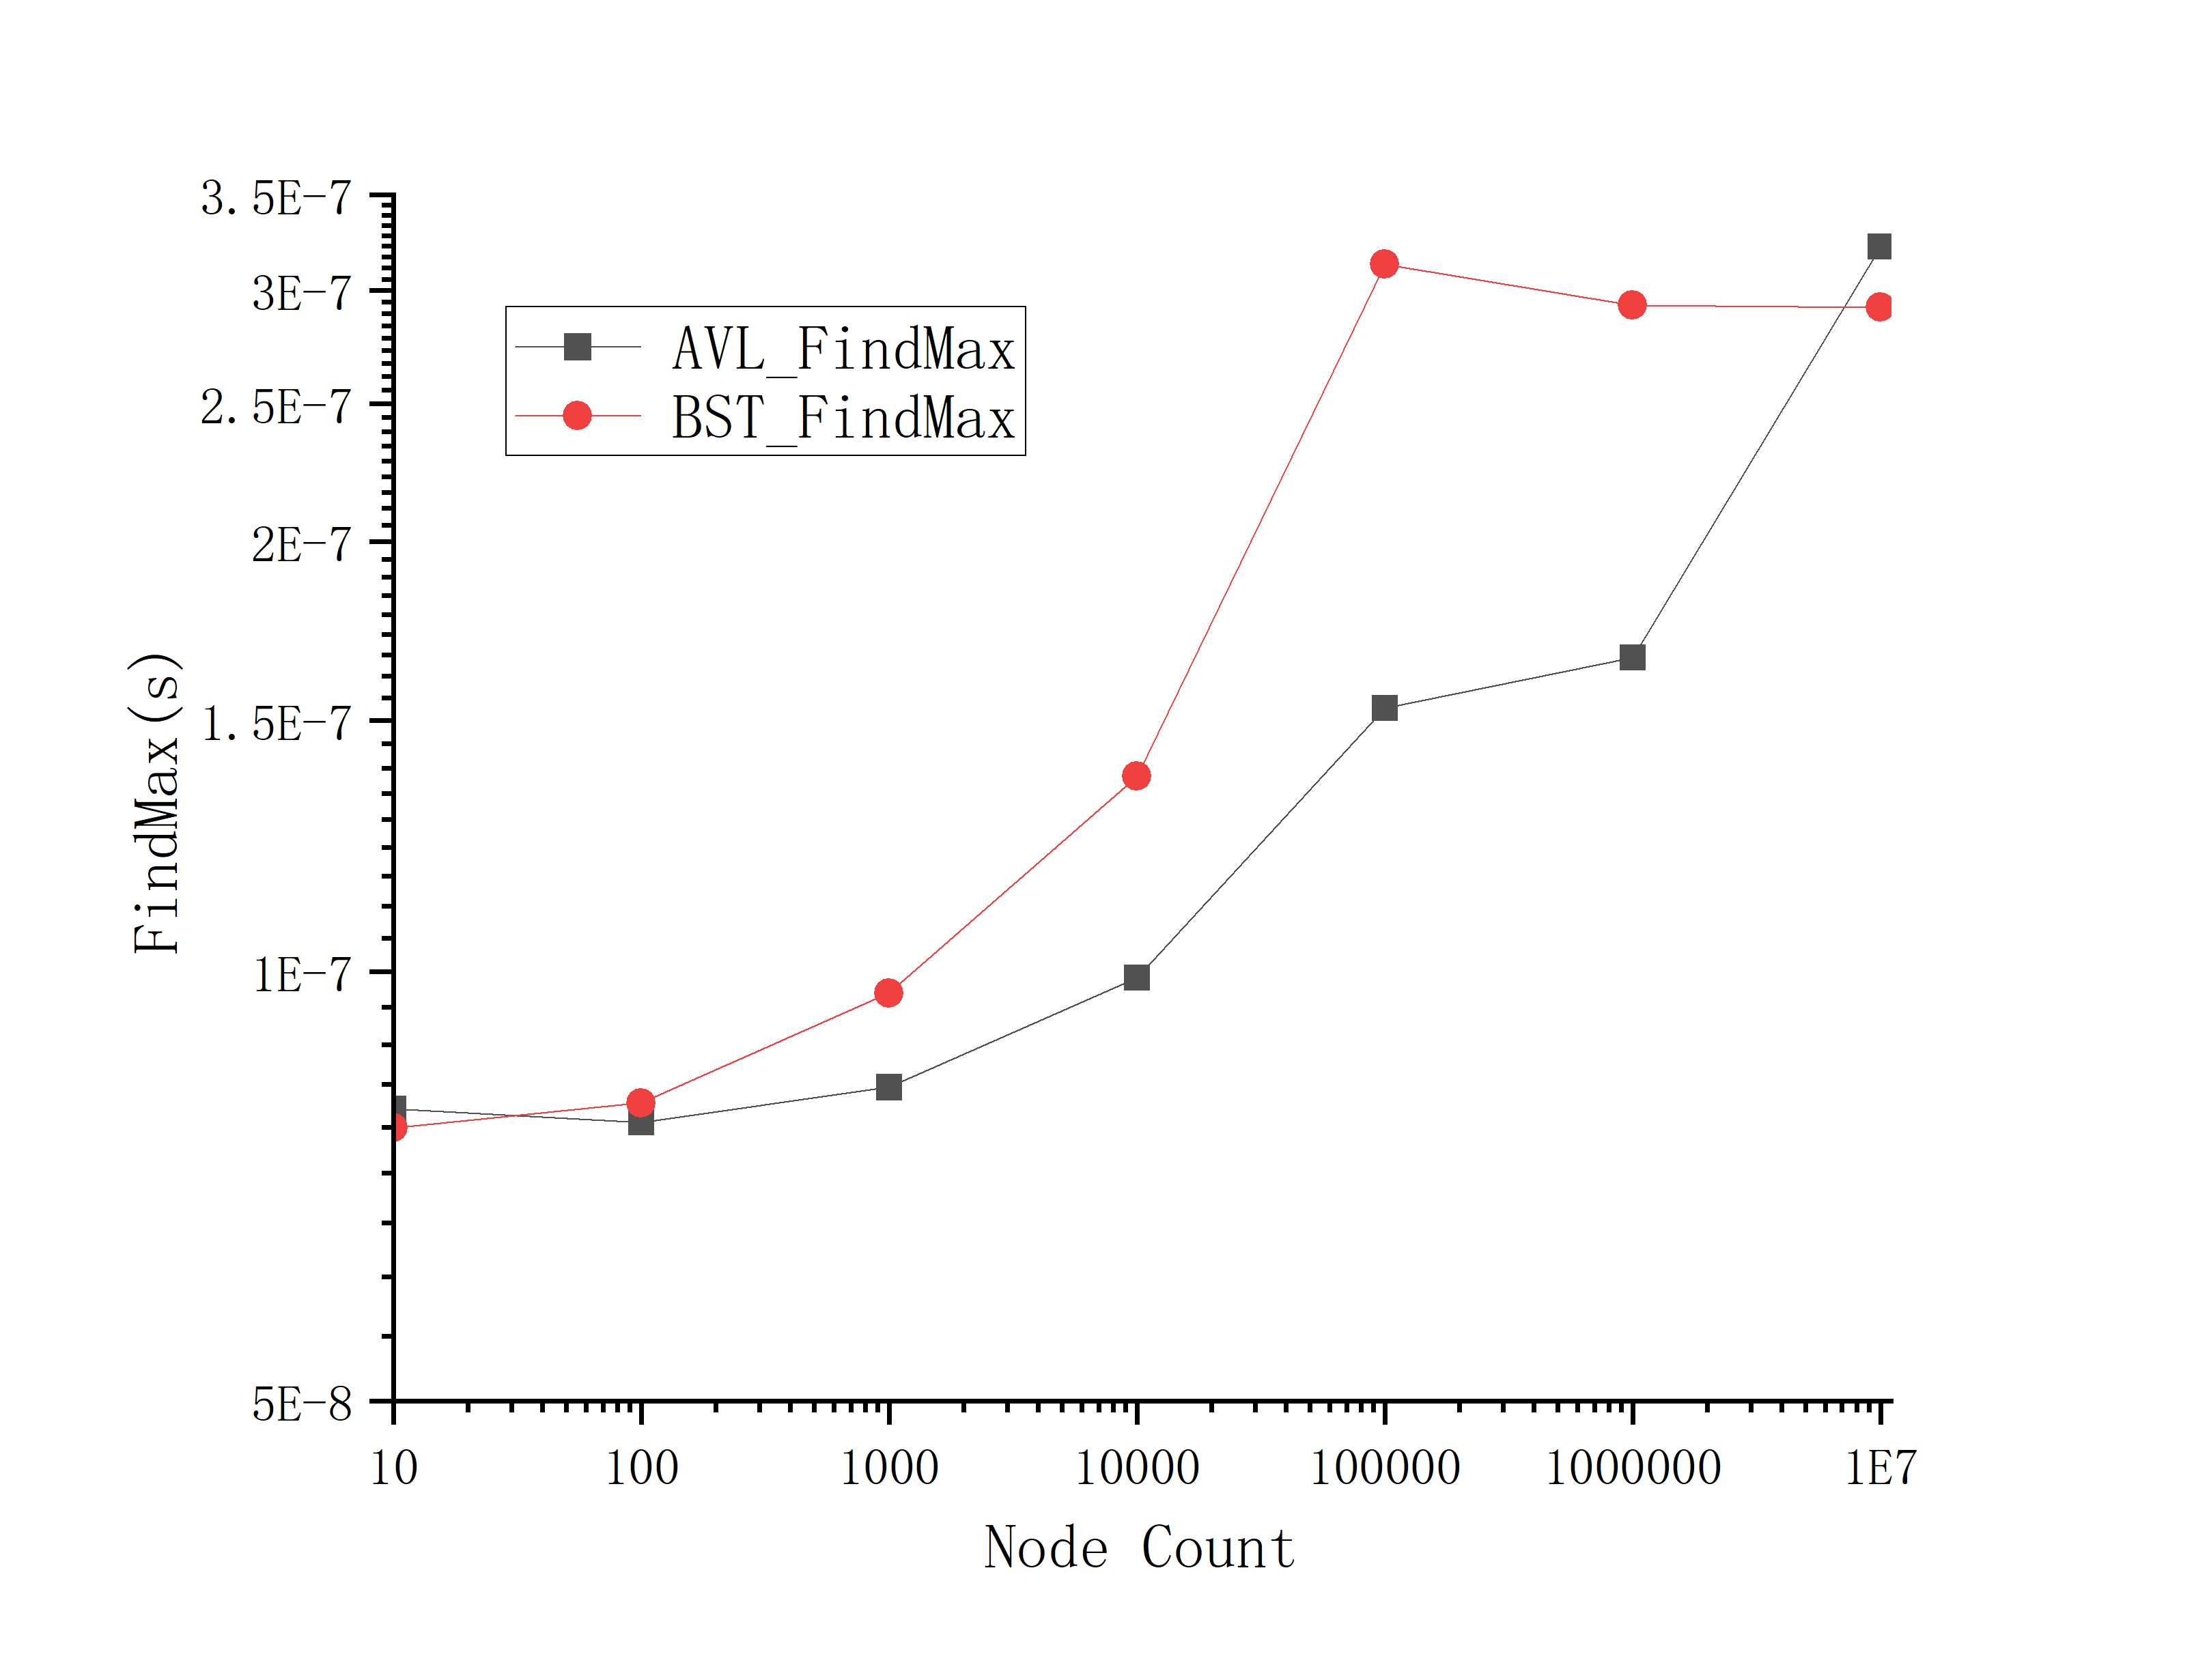 3.5E-7
3E-7
2.5E-7
2E-7
1.5E-7
1E-7
5E-8
FindMax(s)
AVL_FindMax
BST_FindMax
10
100
1000
10000
100000
1000000
1E7
Node Count